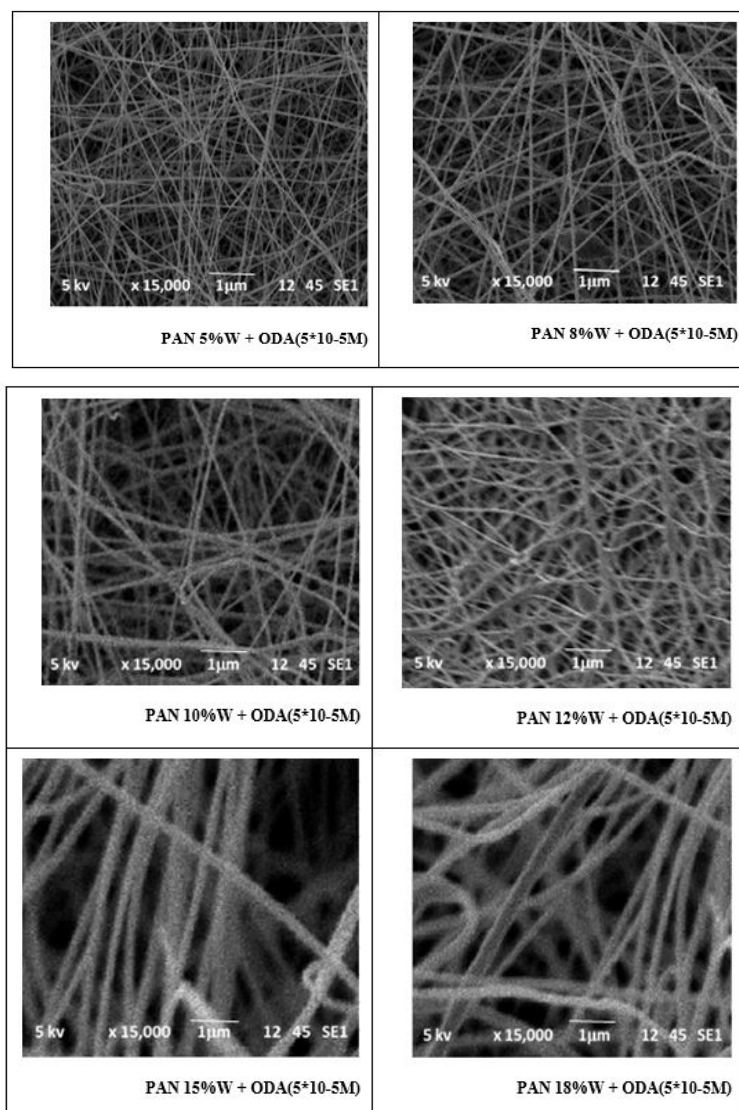 5 kv x 15,000 1µm 12 45 SE1
PAN 5%W + ODA(5*10-5M)
5 kv x 15,000 1µm 12 45 SE1
PAN 8%W + ODA(5*10-5M)
5 kv x 15,000 1µm 12 45 SE1
PAN 10%W + ODA(5*10-5M)
5 kv x 15,000 1µm 12 45 SE1
PAN 12%W + ODA(5*10-5M)
5 kv x 15,000 1µm 12 45 SE1
PAN 15%W + ODA(5*10-5M)
5 kv x 15,000 1µm 12 45 SE1
PAN 18%W + ODA(5*10-5M)